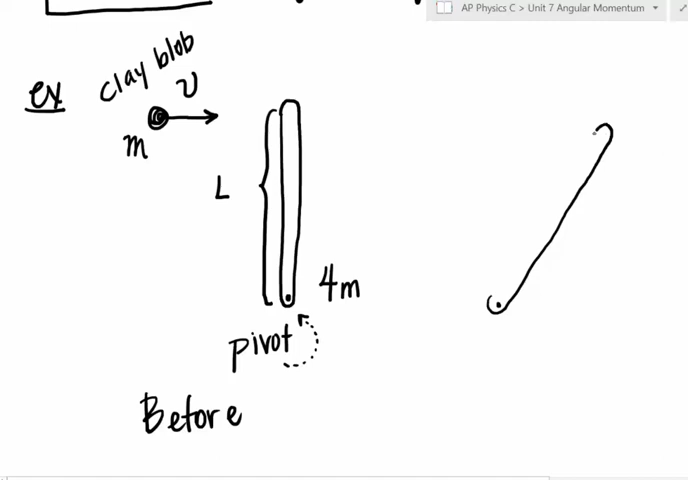 AP Physics C > Unit 7 Angular Momentum
ex
clay blob
v
m
L
4m
pivot
Before